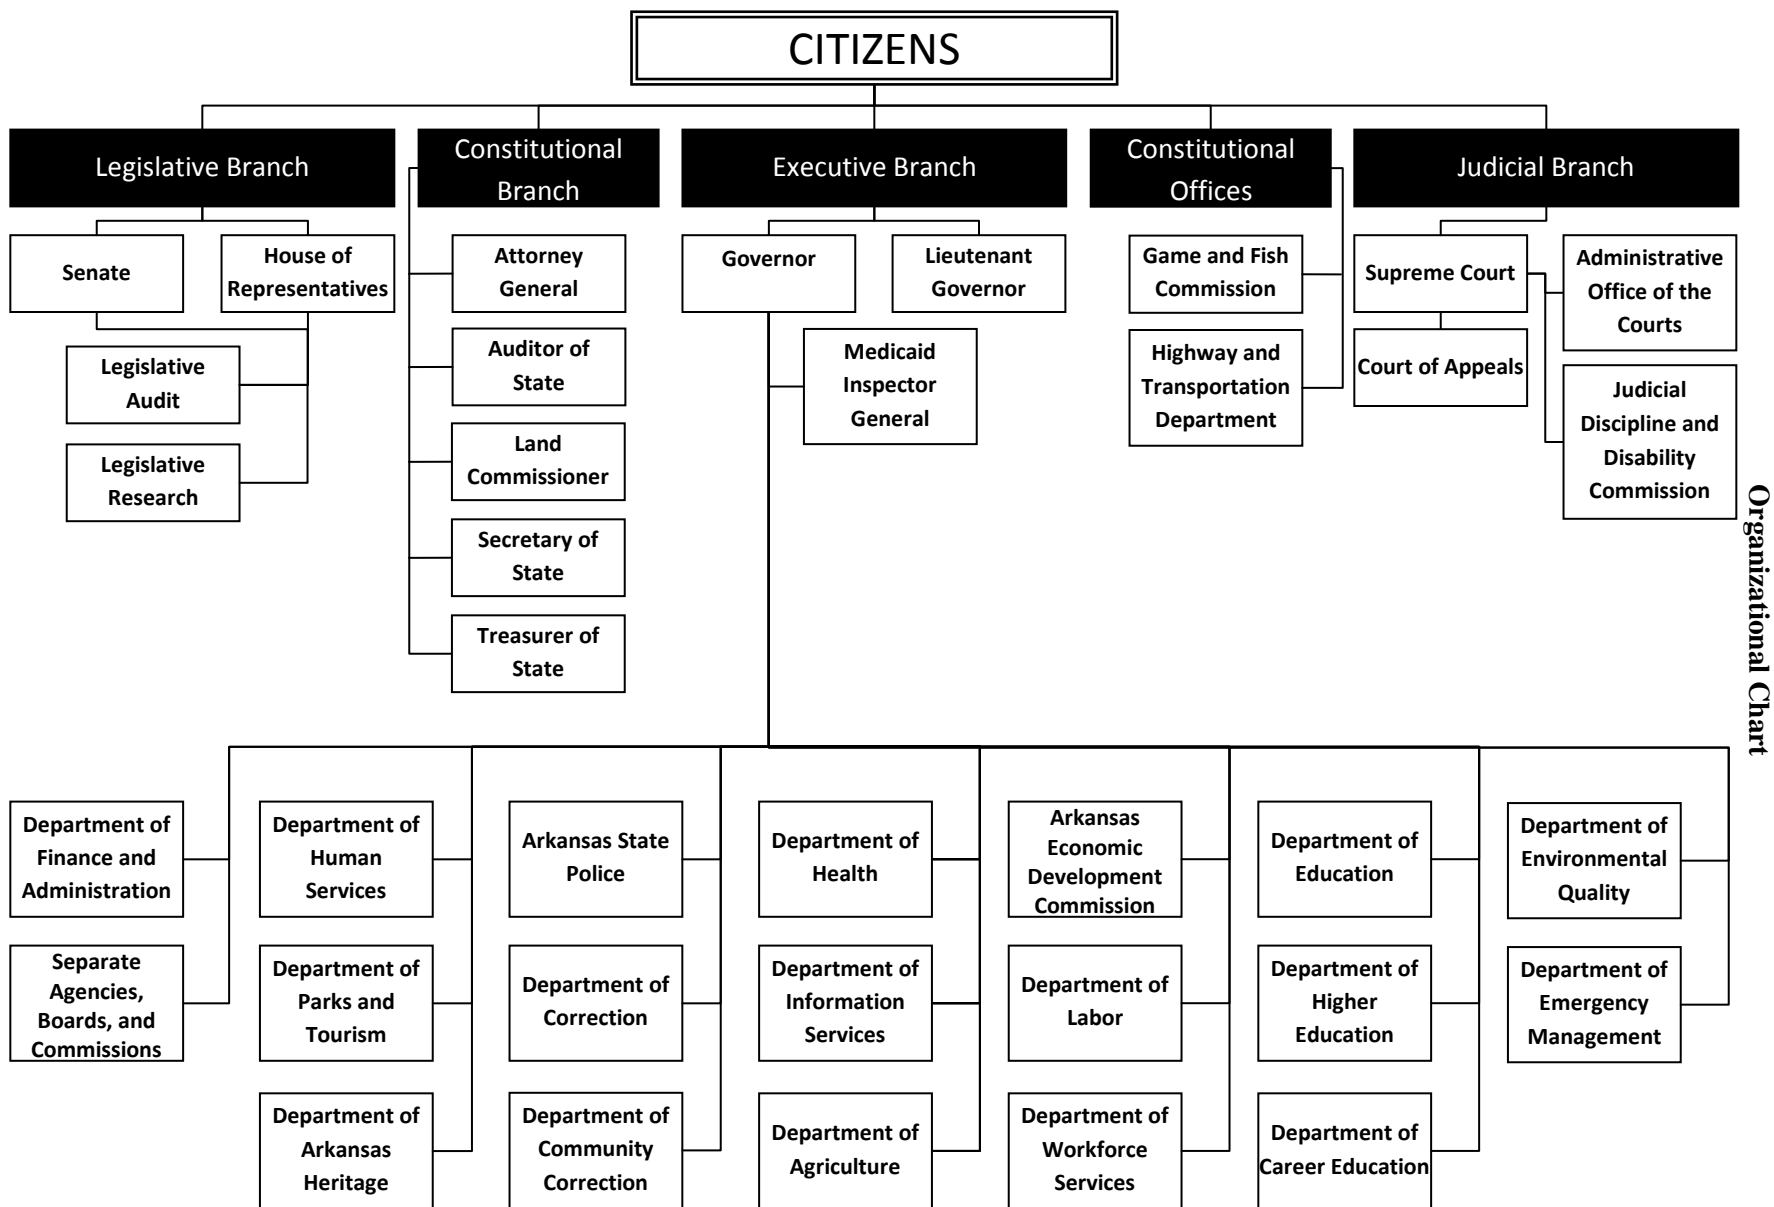 CITIZENS
Legislative Branch
Constitutional
Branch
Executive Branch
Constitutional
Offices
Judicial Branch
Senate
House of
Representatives
Legislative
Audit
Legislative
Research
Attorney
General
Auditor of
State
Land
Commissioner
Secretary of
State
Treasurer of
State
Governor
Lieutenant
Governor
Medicaid
Inspector
General
Game and Fish
Commission
Highway and
Transportation
Department
Supreme Court
Court of Appeals
Administrative
Office of the
Courts
Judicial
Discipline and
Disability
Commission
Organizational Chart
Department of
Finance and
Administration
Separate
Agencies,
Boards, and
Commissions
Department of
Human
Services
Department of
Parks and
Tourism
Department of
Arkansas
Heritage
Arkansas State
Police
Department of
Correction
Department of
Community
Correction
Department of
Health
Department of
Information
Services
Department of
Agriculture
Arkansas
Economic
Development
Commission
Department of
Labor
Department of
Workforce
Services
Department of
Education
Department of
Higher
Education
Department of
Career Education
Department of
Environmental
Quality
Department of
Emergency
Management